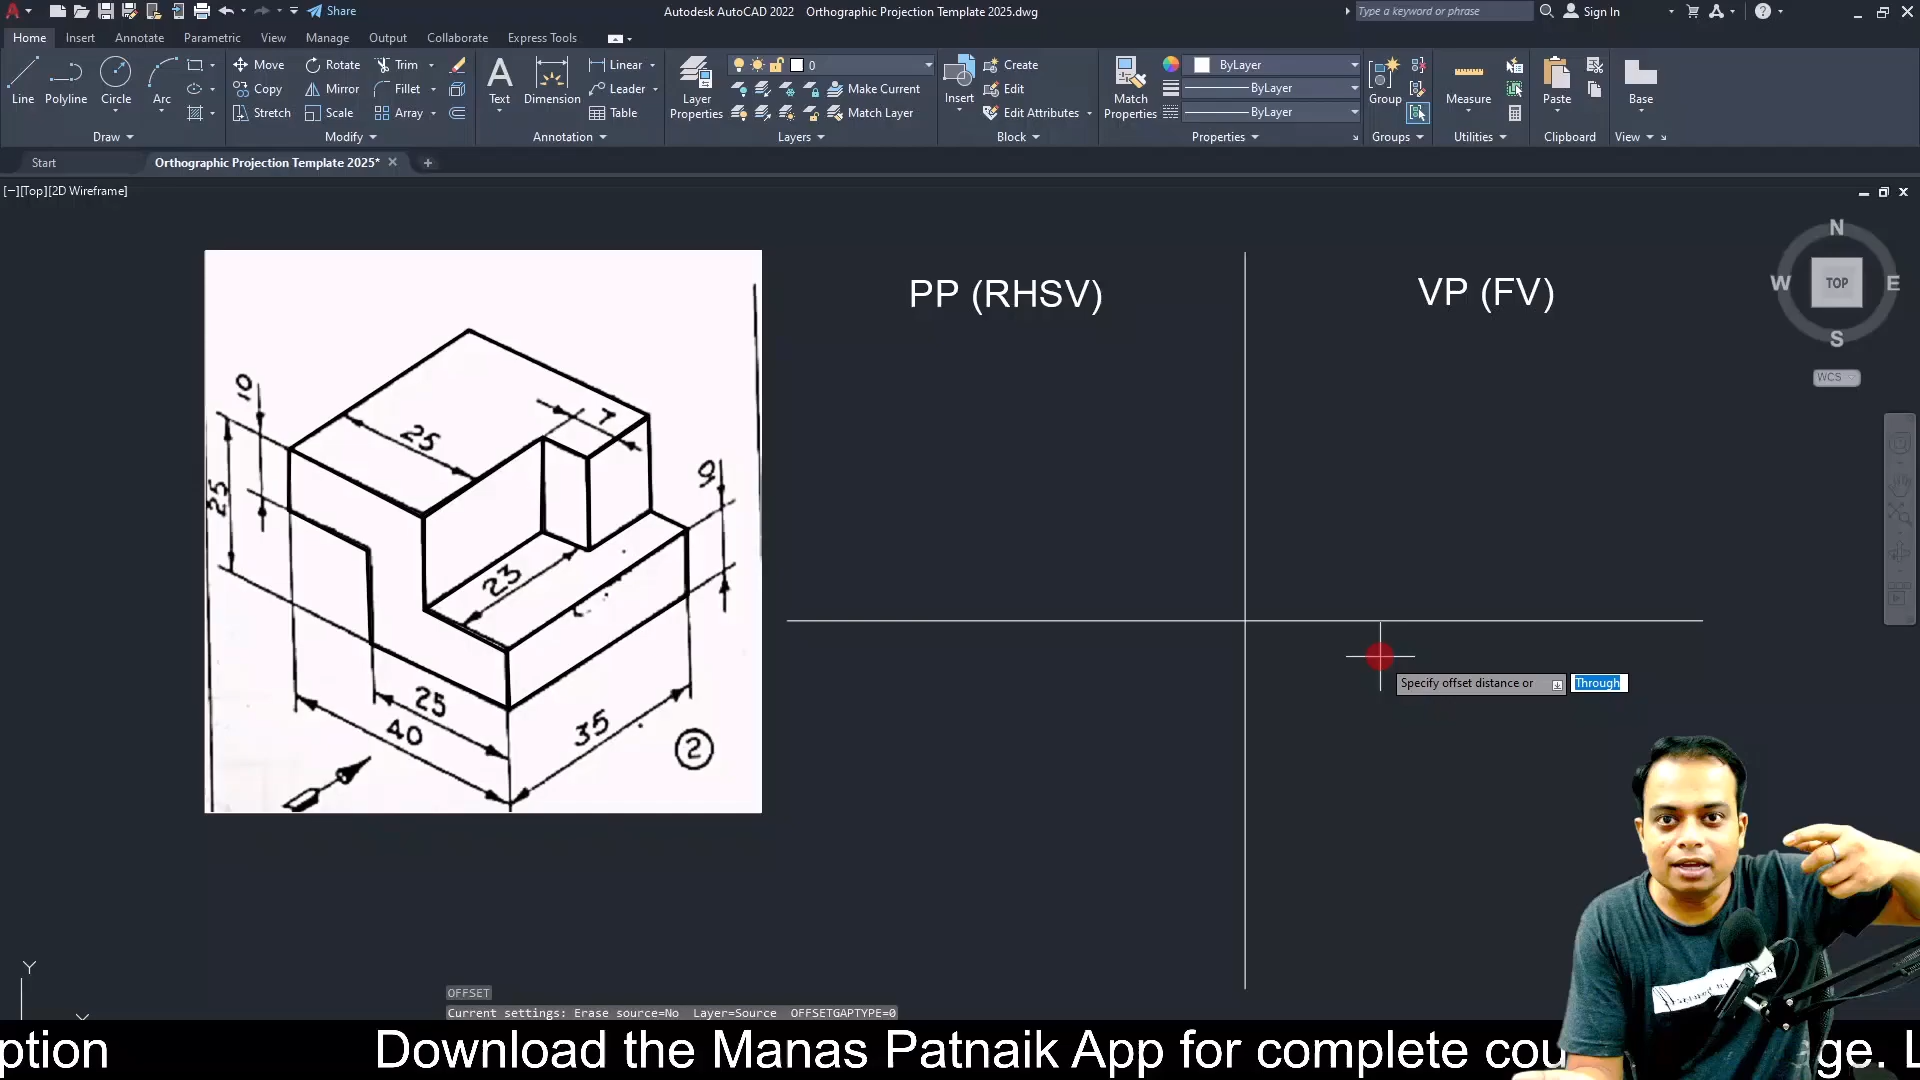 Share
Autodesk AutoCAD 2022 Orthographic Projection Template 2025.dwg
Type a keyword or phrase
Sign In
Home Insert Annotate Parametric View Manage Output Collaborate Express Tools
Line Polyline Circle Arc
Move Rotate Trim
Copy Mirror Fillet
Stretch Scale Array
Text Dimension
Linear
Leader
Table
Layer Properties
0
Make Current
Match Layer
Insert
Create
Edit
Edit Attributes
Match Properties
ByLayer
ByLayer
ByLayer
Group
Measure
Paste
Base
Draw Modify Annotation Layers Block Properties Groups Utilities Clipboard View
Start
Orthographic Projection Template 2025*
[−][Top][2D Wireframe]
N
W TOP E
S
WCS
PP (RHSV)
VP (FV)
10
25
7
25
23
25
40
35
2
Specify offset distance or Through
Y
OFFSET
Current settings: Erase source=No Layer=Source OFFSETGAPTYPE=0
ption Download the Manas Patnaik App for complete cou ge. L